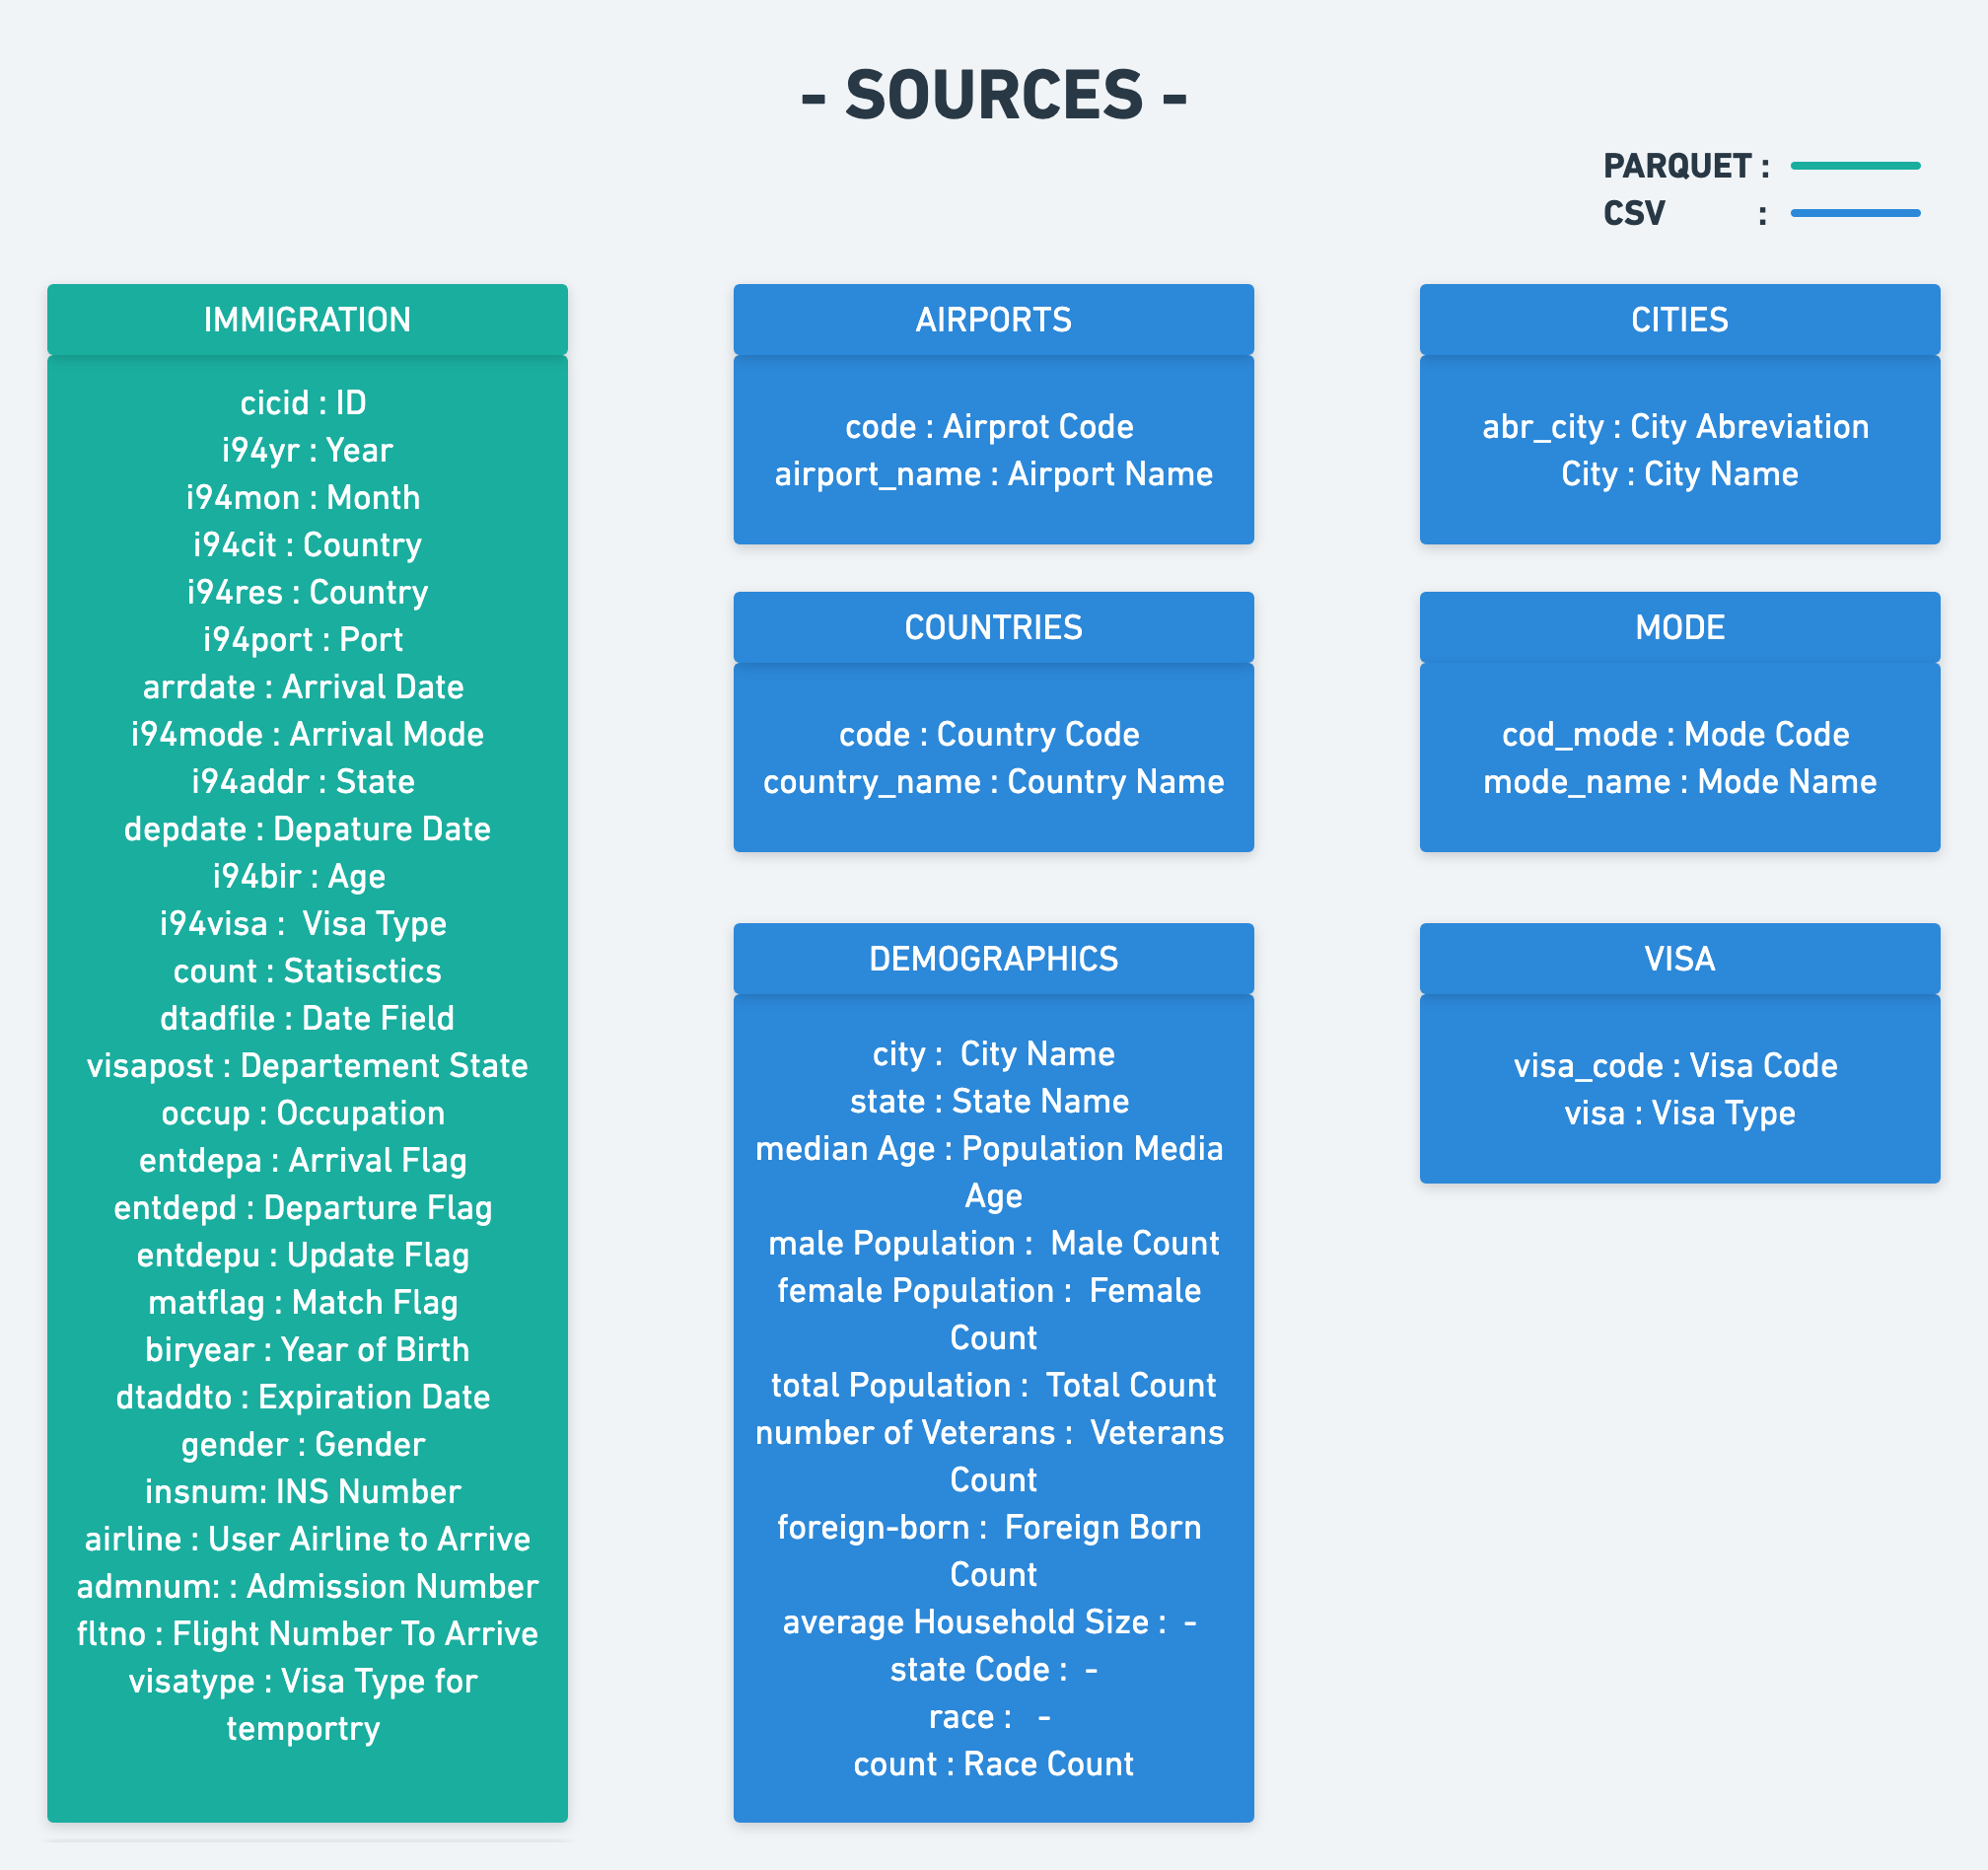 - SOURCES -
PARQUET :
CSV :
IMMIGRATION
cicid : ID
i94yr : Year
i94mon : Month
i94cit : Country
i94res : Country
i94port : Port
arrdate : Arrival Date
i94mode : Arrival Mode
i94addr : State
depdate : Depature Date
i94bir : Age
i94visa :  Visa Type
count : Statisctics
dtadfile : Date Field
visapost : Departement State
occup : Occupation
entdepa : Arrival Flag
entdepd : Departure Flag
entdepu : Update Flag
matflag : Match Flag
biryear : Year of Birth
dtaddto : Expiration Date
gender : Gender
insnum: INS Number
airline : User Airline to Arrive
admnum: : Admission Number
fltno : Flight Number To Arrive
visatype : Visa Type for
temportry
AIRPORTS
code : Airprot Code
airport_name : Airport Name
COUNTRIES
code : Country Code
country_name : Country Name
DEMOGRAPHICS
city :  City Name
state : State Name
median Age : Population Media
Age
male Population :  Male Count
female Population :  Female
Count
total Population :  Total Count
number of Veterans :  Veterans
Count
foreign-born :  Foreign Born
Count
average Household Size :  -
state Code :  -
race :   -
count : Race Count
CITIES
abr_city : City Abreviation
City : City Name
MODE
cod_mode : Mode Code
mode_name : Mode Name
VISA
visa_code : Visa Code
visa : Visa Type